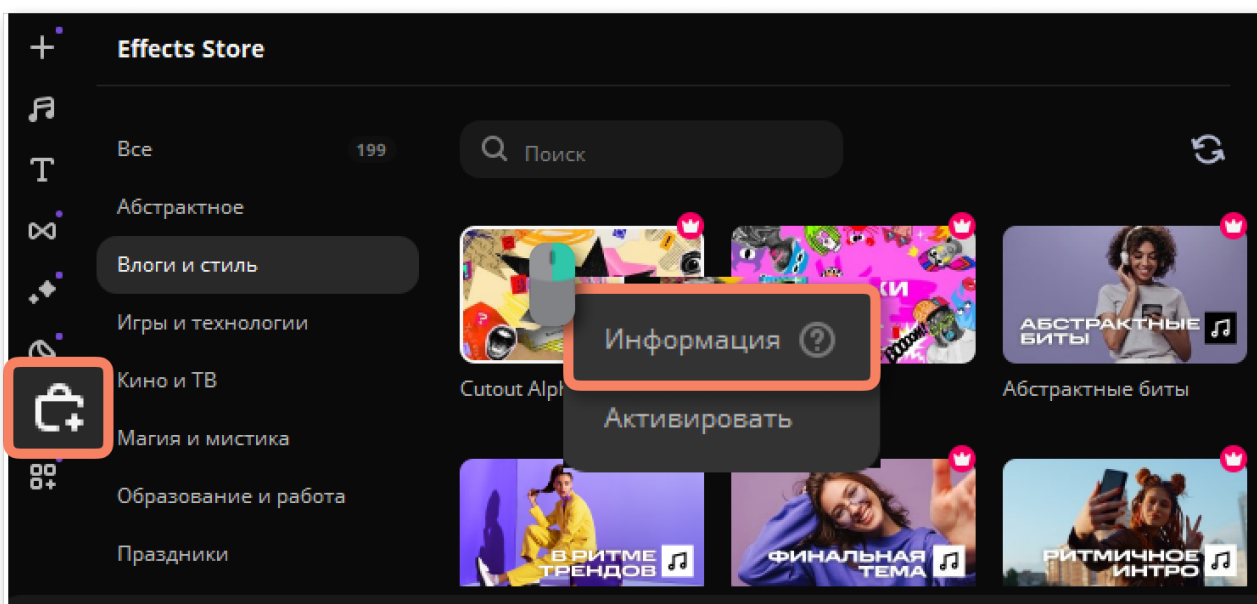 Effects Store
Все 199
Поиск
Абстрактное
Влоги и стиль
Игры и технологии
Кино и ТВ
Магия и мистика
Образование и работа
Праздники
КИ
Информация ?
Активировать
АБСТРАКТНЫЕ
БИТЫ
Cutout Alph
Абстрактные биты
В РИТМЕ
ТРЕНДОВ
ФИНАЛЬНАЯ
ТЕМА
РИТМИЧНОЕ
ИНТРО